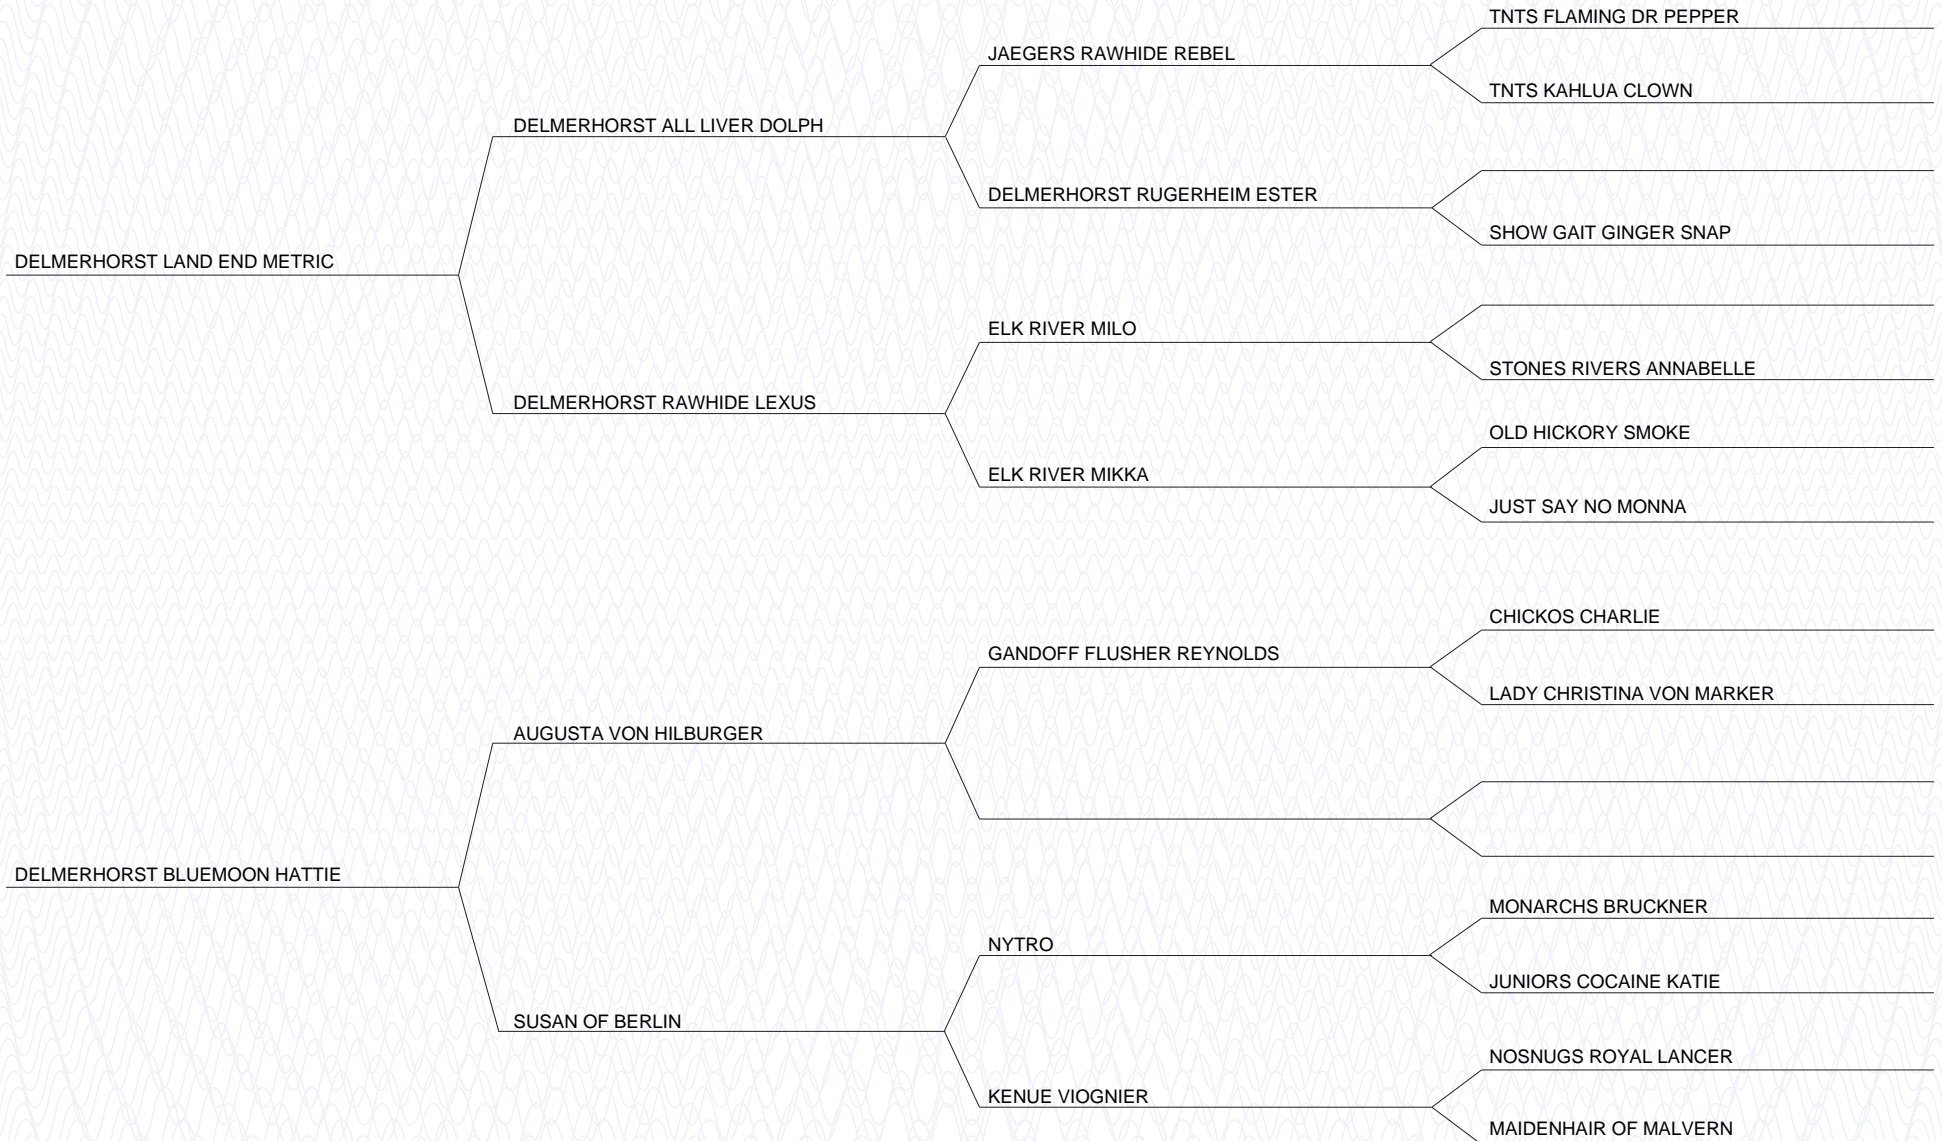 TNTS FLAMING DR PEPPER
JAEGERS RAWHIDE REBEL
TNTS KAHLUA CLOWN
DELMERHORST ALL LIVER DOLPH
DELMERHORST RUGERHEIM ESTER
SHOW GAIT GINGER SNAP
DELMERHORST LAND END METRIC
ELK RIVER MILO
STONES RIVERS ANNABELLE
DELMERHORST RAWHIDE LEXUS
OLD HICKORY SMOKE
ELK RIVER MIKKA
JUST SAY NO MONNA
CHICKOS CHARLIE
GANDOFF FLUSHER REYNOLDS
LADY CHRISTINA VON MARKER
AUGUSTA VON HILBURGER
DELMERHORST BLUEMOON HATTIE
MONARCHS BRUCKNER
NYTRO
JUNIORS COCAINE KATIE
SUSAN OF BERLIN
NOSNUGS ROYAL LANCER
KENUE VIOGNIER
MAIDENHAIR OF MALVERN